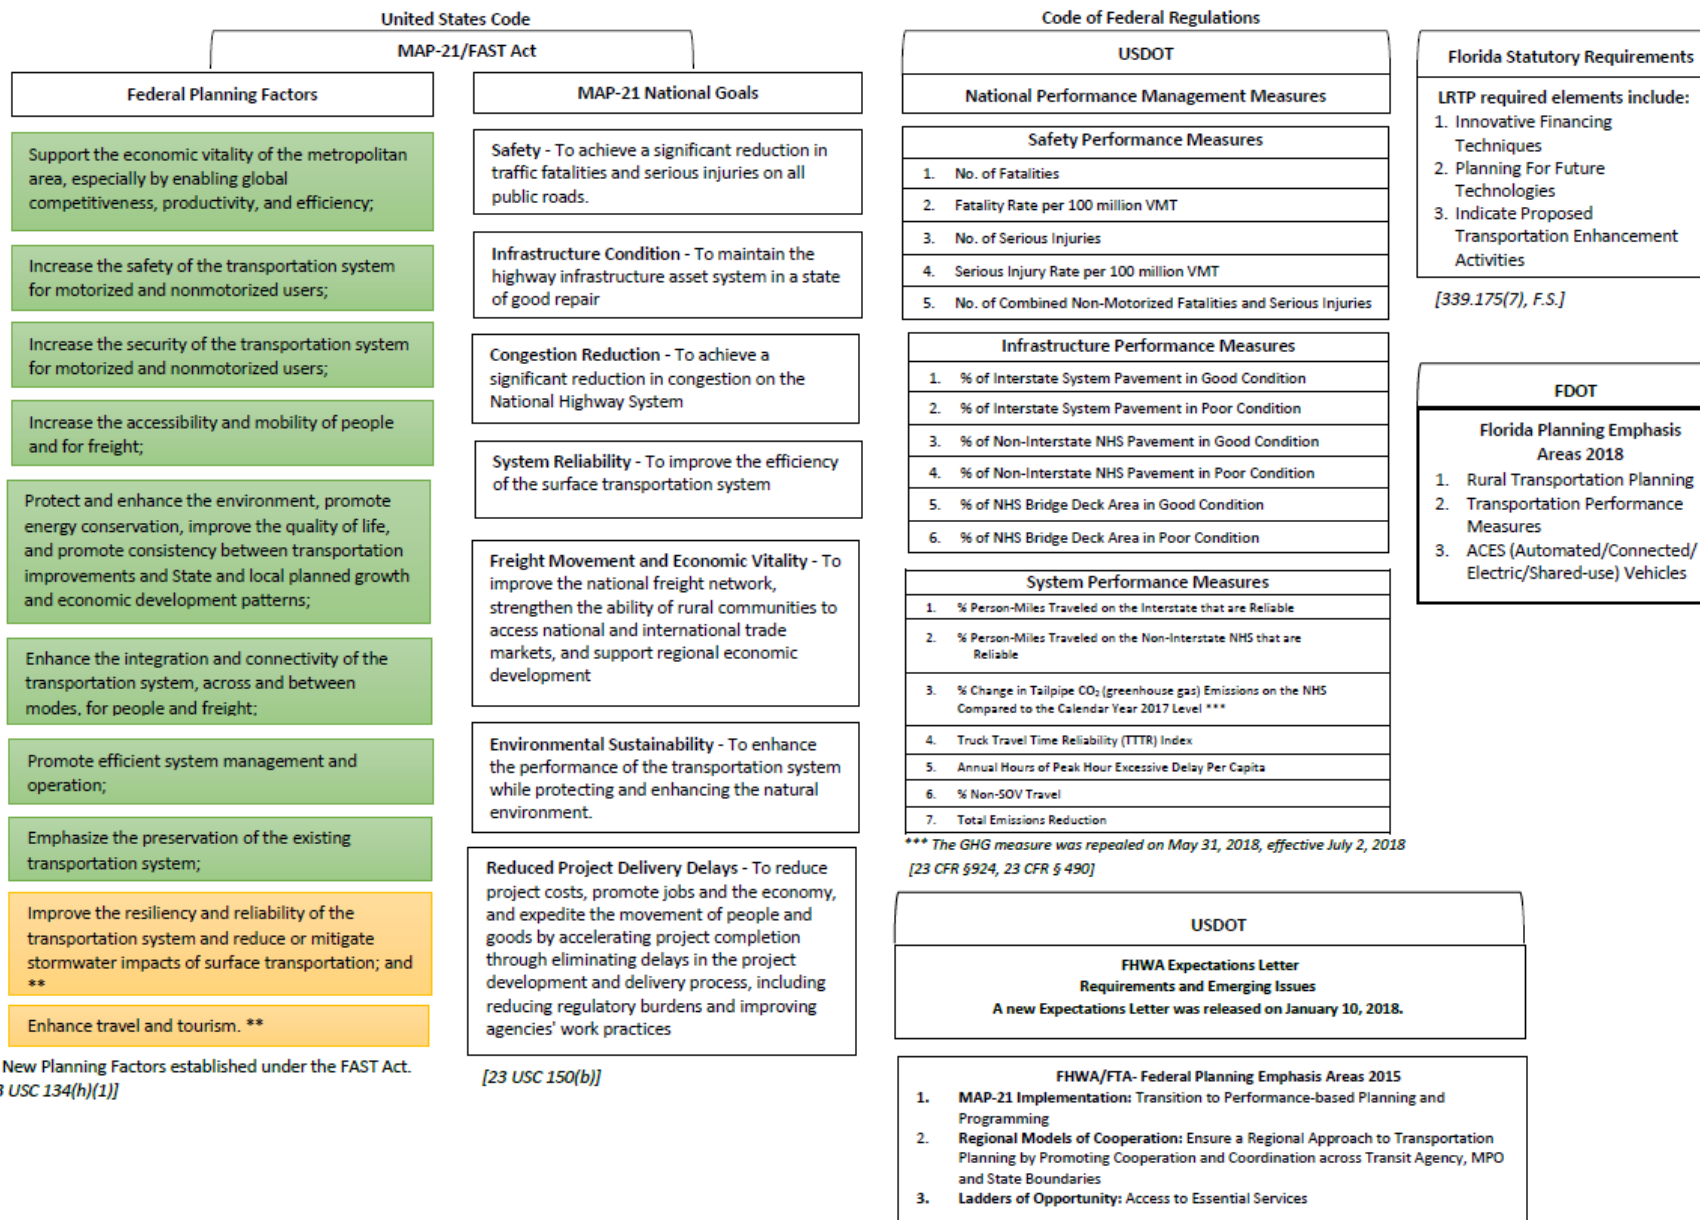 United States Code
MAP-21/FAST Act
Federal Planning Factors
Support the economic vitality of the metropolitan
area, especially by enabling global
competitiveness, productivity, and efficiency;
Increase the safety of the transportation system
for motorized and nonmotorized users;
Increase the security of the transportation system
for motorized and nonmotorized users;
Increase the accessibility and mobility of people
and for freight;
Protect and enhance the environment, promote
energy conservation, improve the quality of life,
and promote consistency between transportation
improvements and State and local planned growth
and economic development patterns;
Enhance the integration and connectivity of the
transportation system, across and between
modes, for people and freight;
Promote efficient system management and
operation;
Emphasize the preservation of the existing
transportation system;
Improve the resiliency and reliability of the
transportation system and reduce or mitigate
stormwater impacts of surface transportation; and
**
Enhance travel and tourism. **
New Planning Factors established under the FAST Act.
USC 134(h)(1)]
MAP-21 National Goals
Safety - To achieve a significant reduction in
traffic fatalities and serious injuries on all
public roads.
Infrastructure Condition - To maintain the
highway infrastructure asset system in a state
of good repair
Congestion Reduction - To achieve a
significant reduction in congestion on the
National Highway System
System Reliability - To improve the efficiency
of the surface transportation system
Freight Movement and Economic Vitality - To
improve the national freight network,
strengthen the ability of rural communities to
access national and international trade
markets, and support regional economic
development
Environmental Sustainability - To enhance
the performance of the transportation system
while protecting and enhancing the natural
environment.
Reduced Project Delivery Delays - To reduce
project costs, promote jobs and the economy,
and expedite the movement of people and
goods by accelerating project completion
through eliminating delays in the project
development and delivery process, including
reducing regulatory burdens and improving
agencies' work practices
[23 USC 150(b)]
Code of Federal Regulations
USDOT
National Performance Management Measures
Safety Performance Measures
1. No. of Fatalities
2. Fatality Rate per 100 million VMT
3. No. of Serious Injuries
4. Serious Injury Rate per 100 million VMT
5. No. of Combined Non-Motorized Fatalities and Serious Injuries
Infrastructure Performance Measures
1. % of Interstate System Pavement in Good Condition
2. % of Interstate System Pavement in Poor Condition
3. % of Non-Interstate NHS Pavement in Good Condition
4. % of Non-Interstate NHS Pavement in Poor Condition
5. % of NHS Bridge Deck Area in Good Condition
6. % of NHS Bridge Deck Area in Poor Condition
System Performance Measures
1. % Person-Miles Traveled on the Interstate that are Reliable
2. % Person-Miles Traveled on the Non-Interstate NHS that are
Reliable
3. % Change in Tailpipe CO₂ (greenhouse gas) Emissions on the NHS
Compared to the Calendar Year 2017 Level ***
4. Truck Travel Time Reliability (TTTR) Index
5. Annual Hours of Peak Hour Excessive Delay Per Capita
6. % Non-SOV Travel
7. Total Emissions Reduction
*** The GHG measure was repealed on May 31, 2018, effective July 2, 2018
[23 CFR §924, 23 CFR § 490]
USDOT
FHWA Expectations Letter
Requirements and Emerging Issues
A new Expectations Letter was released on January 10, 2018.
FHWA/FTA- Federal Planning Emphasis Areas 2015
1. MAP-21 Implementation: Transition to Performance-based Planning and
Programming
2. Regional Models of Cooperation: Ensure a Regional Approach to Transportation
Planning by Promoting Cooperation and Coordination across Transit Agency, MPO
and State Boundaries
3. Ladders of Opportunity: Access to Essential Services
Florida Statutory Requirements
LRTP required elements include:
1. Innovative Financing
Techniques
2. Planning For Future
Technologies
3. Indicate Proposed
Transportation Enhancement
Activities
[339.175(7), F.S.]
FDOT
Florida Planning Emphasis
Areas 2018
1. Rural Transportation Planning
2. Transportation Performance
Measures
3. ACES (Automated/Connected/
Electric/Shared-use) Vehicles